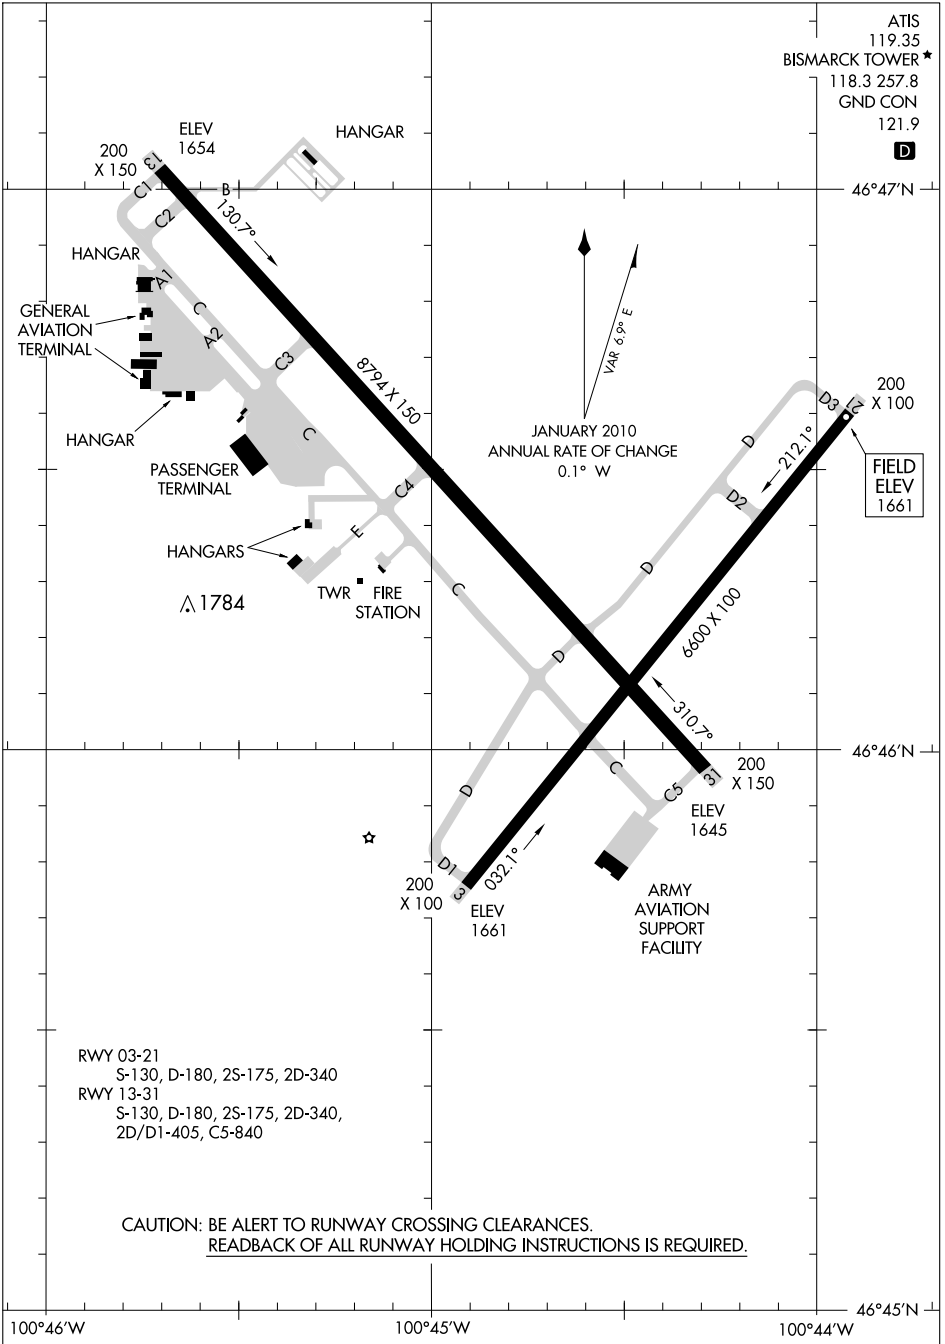 ATIS
119.35
BISMARCK TOWER
118.3 257.8
GND CON
121.9
D
ELEV
1654
HANGAR
200
X 150
13
C1
C2
B
46°47'N
130.7°
HANGAR
A1
C
A2
GENERAL
AVIATION
TERMINAL
VAR 6.9° E
C3
8794 X 150
JANUARY 2010
ANNUAL RATE OF CHANGE
0.1° W
200
X 100
D3
21
D
212.1°
FIELD
ELEV
1661
HANGAR
C
PASSENGER
TERMINAL
C4
D2
E
HANGARS
TWR
FIRE
STATION
1784
C
D
6600 X 100
D
310.7°
46°46'N
C
200
X 150
31
C5
ELEV
1645
D
D1
032.1°
200
X 100
3
ELEV
1661
ARMY
AVIATION
SUPPORT
FACILITY
RWY 03-21
S-130, D-180, 2S-175, 2D-340
RWY 13-31
S-130, D-180, 2S-175, 2D-340,
2D/D1-405, C5-840
CAUTION: BE ALERT TO RUNWAY CROSSING CLEARANCES.
READBACK OF ALL RUNWAY HOLDING INSTRUCTIONS IS REQUIRED.
46°45'N
100°46'W
100°45'W
100°44'W